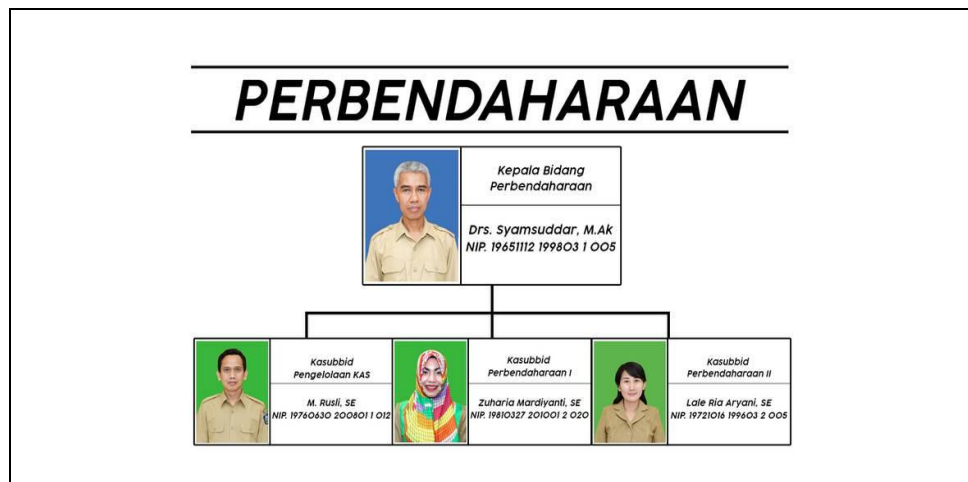 PERBENDAHARAAN
Kepala Bidang
Perbendaharaan
Drs. Syamsuddar, M.Ak
NIP. 19651112 199803 1 005
Kasubbid
Pengelolaan KAS
M. Rusli, SE
NIP. 19760630 200801 1 012
Kasubbid
Perbendaharaan I
Zuharia Mardiyanti, SE
NIP. 19810327 201001 2 020
Kasubbid
Perbendaharaan II
Lale Ria Aryani, SE
NIP. 19721016 199603 2 005